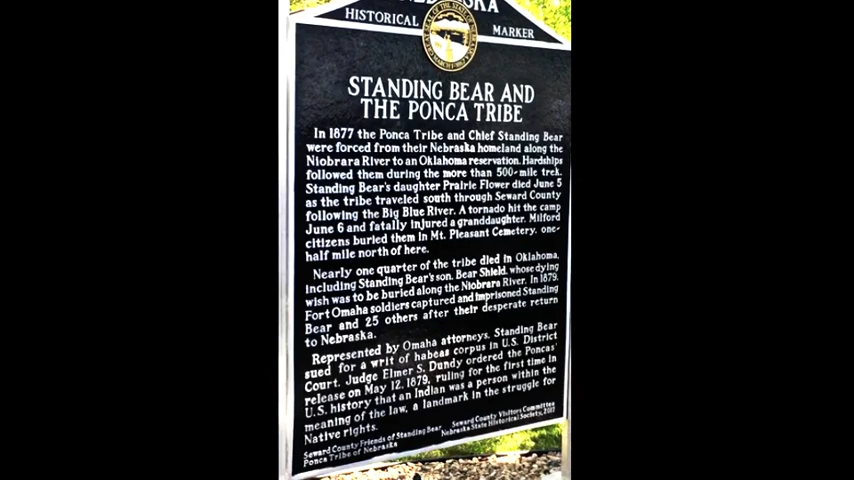 NEBRASKA
HISTORICAL MARKER
STANDING BEAR AND
THE PONCA TRIBE
In 1877 the Ponca Tribe and Chief Standing Bear
were forced from their Nebraska homeland along the
Niobrara River to an Oklahoma reservation. Hardships
followed them during the more than 500-mile trek.
Standing Bear's daughter Prairie Flower died June 5
as the tribe traveled south through Seward County
following the Big Blue River. A tornado hit the camp
June 6 and fatally injured a granddaughter. Milford
citizens buried them in Mt. Pleasant Cemetery, one-
half mile north of here.
Nearly one quarter of the tribe died in Oklahoma,
including Standing Bear's son, Bear Shield, whose dying
wish was to be buried along the Niobrara River. In 1879,
Fort Omaha soldiers captured and imprisoned Standing
Bear and 25 others after their desperate return
to Nebraska.
Represented by Omaha attorneys, Standing Bear
sued for a writ of habeas corpus in U.S. District
Court. Judge Elmer S. Dundy ordered the Poncas'
release on May 12, 1879, ruling for the first time in
U.S. history that an Indian was a person within the
meaning of the law, a landmark in the struggle for
Native rights.
Seward County Friends of Standing Bear
Ponca Tribe of Nebraska
Seward County Visitors Committee
Nebraska State Historical Society, 2017